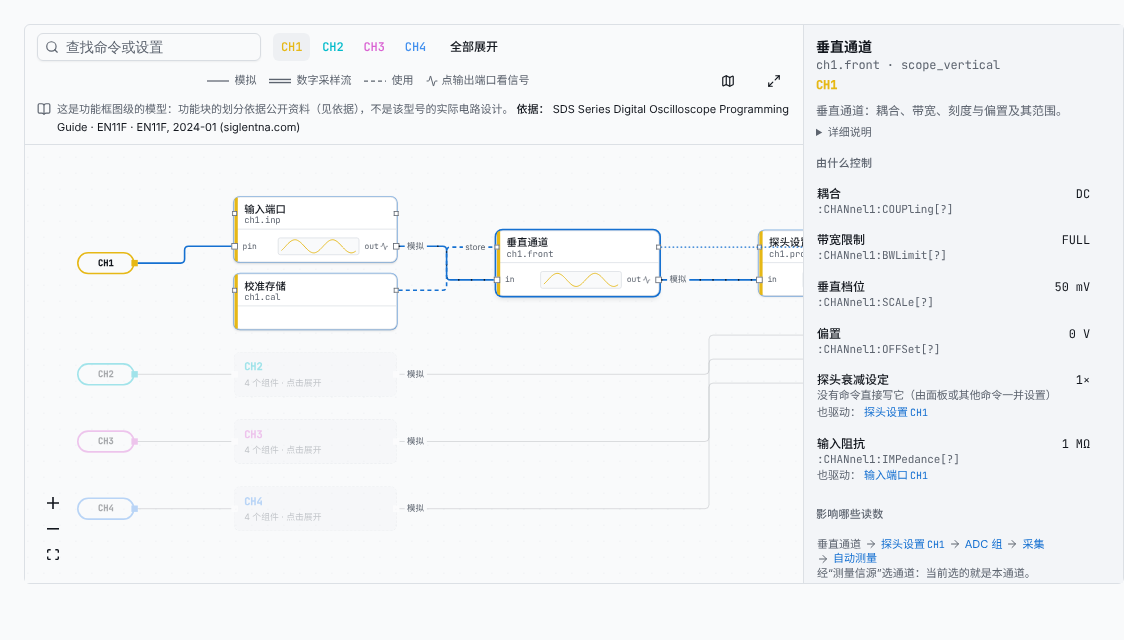 查找命令或设置
CH1 CH2 CH3 CH4 全部展开
模拟 数字采样流 使用 点输出端口看信号
这是功能框图级的模型：功能块的划分依据公开资料（见依据），不是该型号的实际电路设计。 依据： SDS Series Digital Oscilloscope Programming
Guide · EN11F · EN11F, 2024-01 (siglentna.com)
CH1
输入端口
ch1.inp
pin out 模拟
校准存储
ch1.cal
store
垂直通道
ch1.front
in out 模拟
in
CH2
CH2
4 个组件 · 点击展开
模拟
CH3
CH3
4 个组件 · 点击展开
模拟
CH4
CH4
4 个组件 · 点击展开
模拟
垂直通道
ch1.front · scope_vertical
CH1
垂直通道：耦合、带宽、刻度与偏置及其范围。
详细说明
由什么控制
耦合 DC
:CHANnel1:COUPling[?]
带宽限制 FULL
:CHANnel1:BWLimit[?]
垂直档位 50 mV
:CHANnel1:SCALe[?]
偏置 0 V
:CHANnel1:OFFSet[?]
探头衰减设定 1×
没有命令直接写它（由面板或其他命令一并设置）
也驱动： 探头设置 CH1
输入阻抗 1 MΩ
:CHANnel1:IMPedance[?]
也驱动： 输入端口 CH1
影响哪些读数
垂直通道 → 探头设置 CH1 → ADC 组 → 采集
→ 自动测量
经“测量信源”选通道：当前选的就是本通道。